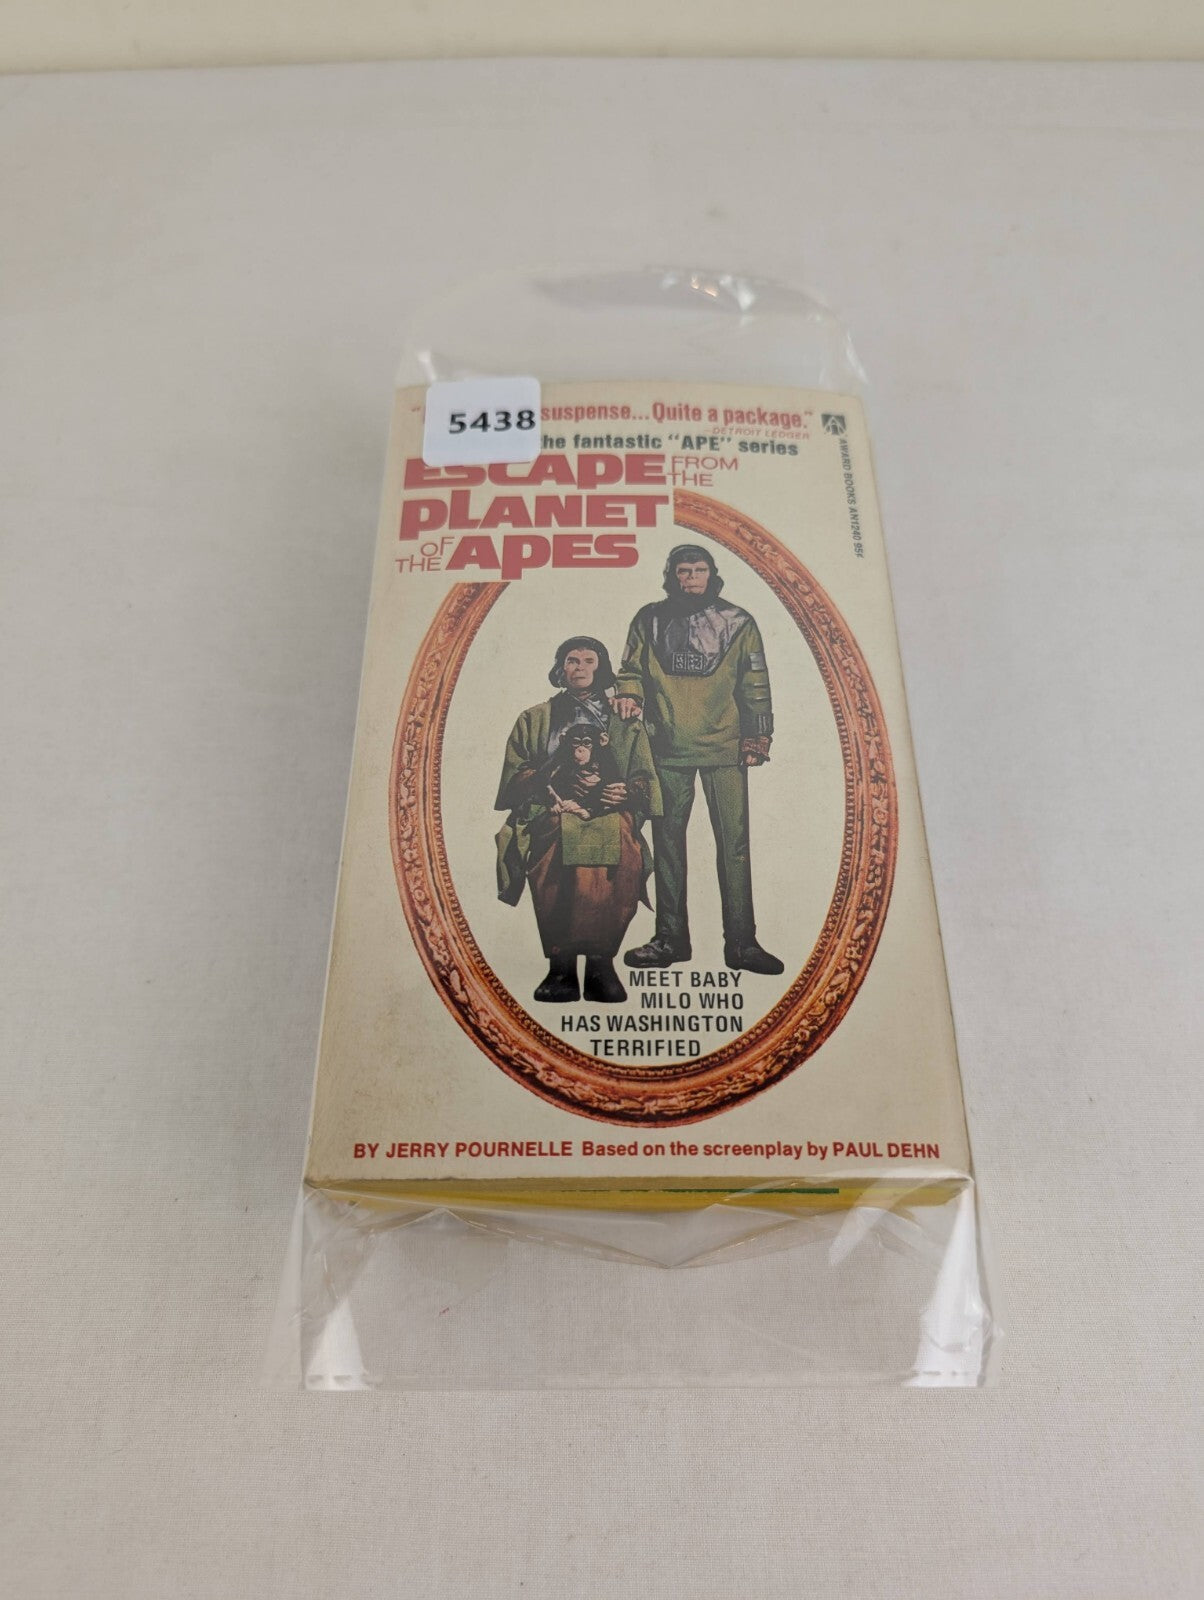 5438
suspense...Quite a package."
—DETROIT LEDGER
the fantastic "APE" series
ESCAPE FROM THE
PLANET
OF THE APES
AWARD BOOKS AN1240 95¢
MEET BABY
MILO WHO
HAS WASHINGTON
TERRIFIED
BY JERRY POURNELLE Based on the screenplay by PAUL DEHN